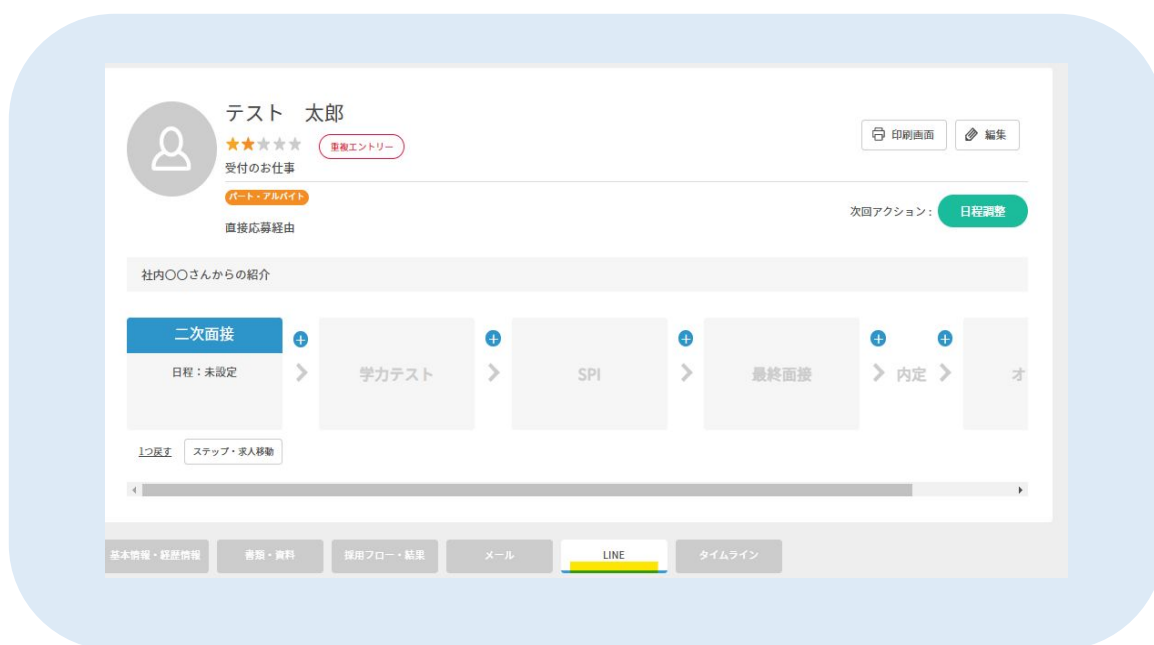 テスト　太郎
重複エントリー
受付のお仕事
印刷画面
編集
パート・アルバイト
直接応募経由
次回アクション： 日程調整
社内〇〇さんからの紹介
二次面接
日程：未設定
学力テスト
SPI
最終面接
内定
オ
1つ戻す
ステップ・求人移動
基本情報・経歴情報
書類・資料
採用フロー・結果
メール
LINE
タイムライン